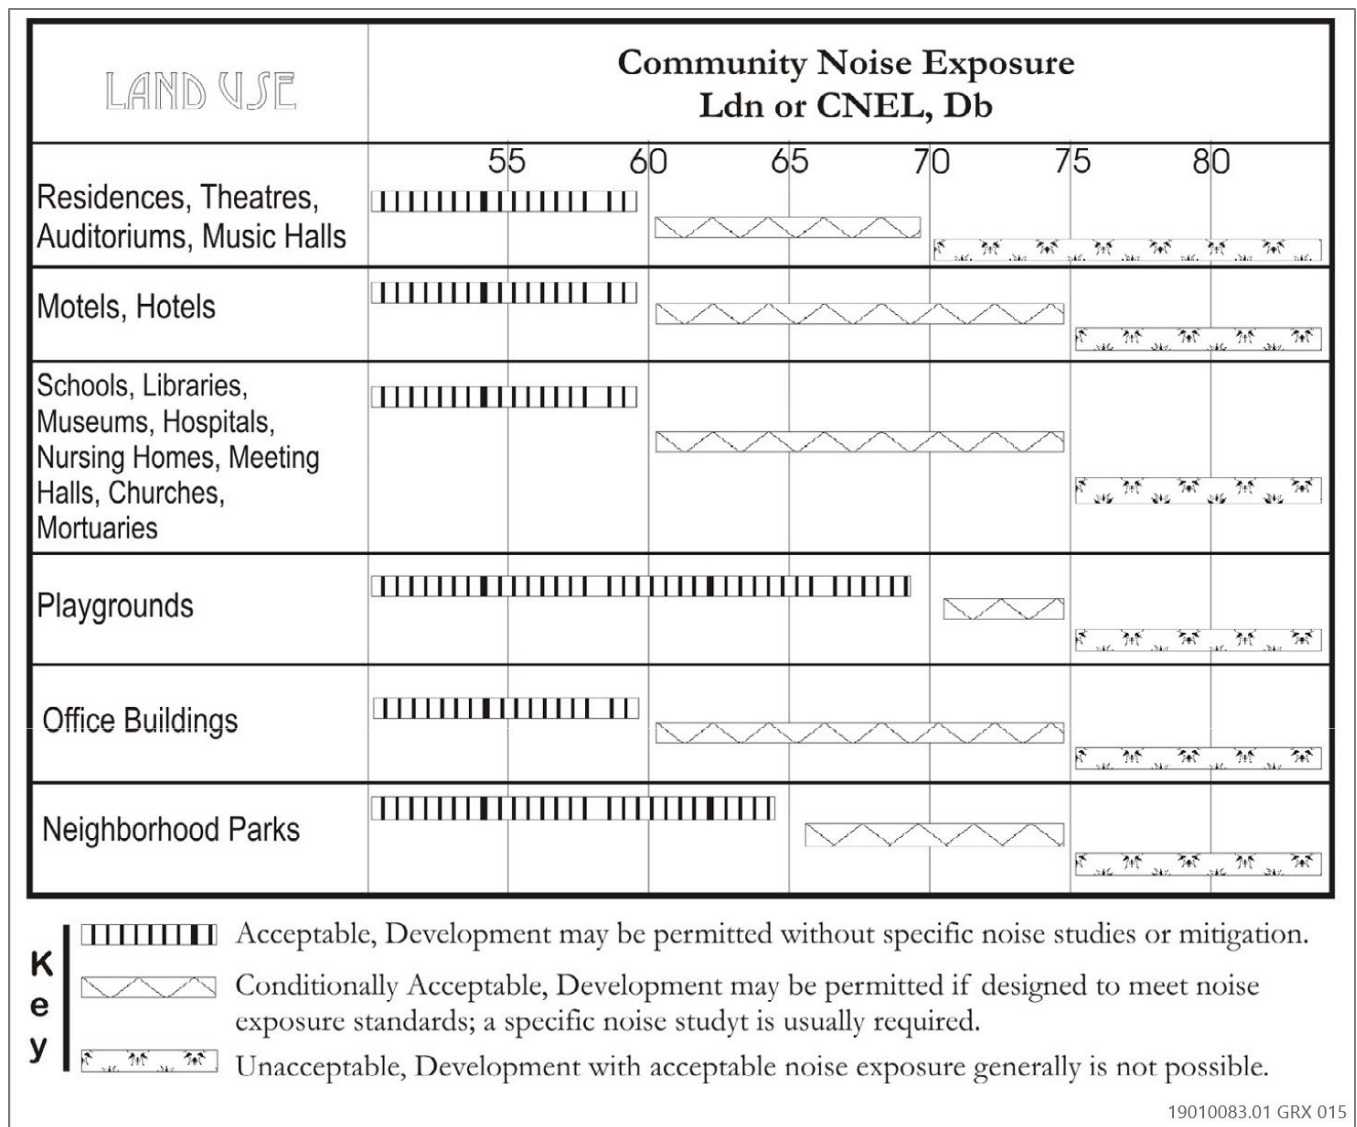 LAND USE
Community Noise Exposure
Ldn or CNEL, Db
55 60 65 70 75 80
Residences, Theatres,
Auditoriums, Music Halls
Motels, Hotels
Schools, Libraries,
Museums, Hospitals,
Nursing Homes, Meeting
Halls, Churches,
Mortuaries
Playgrounds
Office Buildings
Neighborhood Parks
Key
Acceptable, Development may be permitted without specific noise studies or mitigation.
Conditionally Acceptable, Development may be permitted if designed to meet noise
exposure standards; a specific noise studyt is usually required.
Unacceptable, Development with acceptable noise exposure generally is not possible.
19010083.01 GRX 015